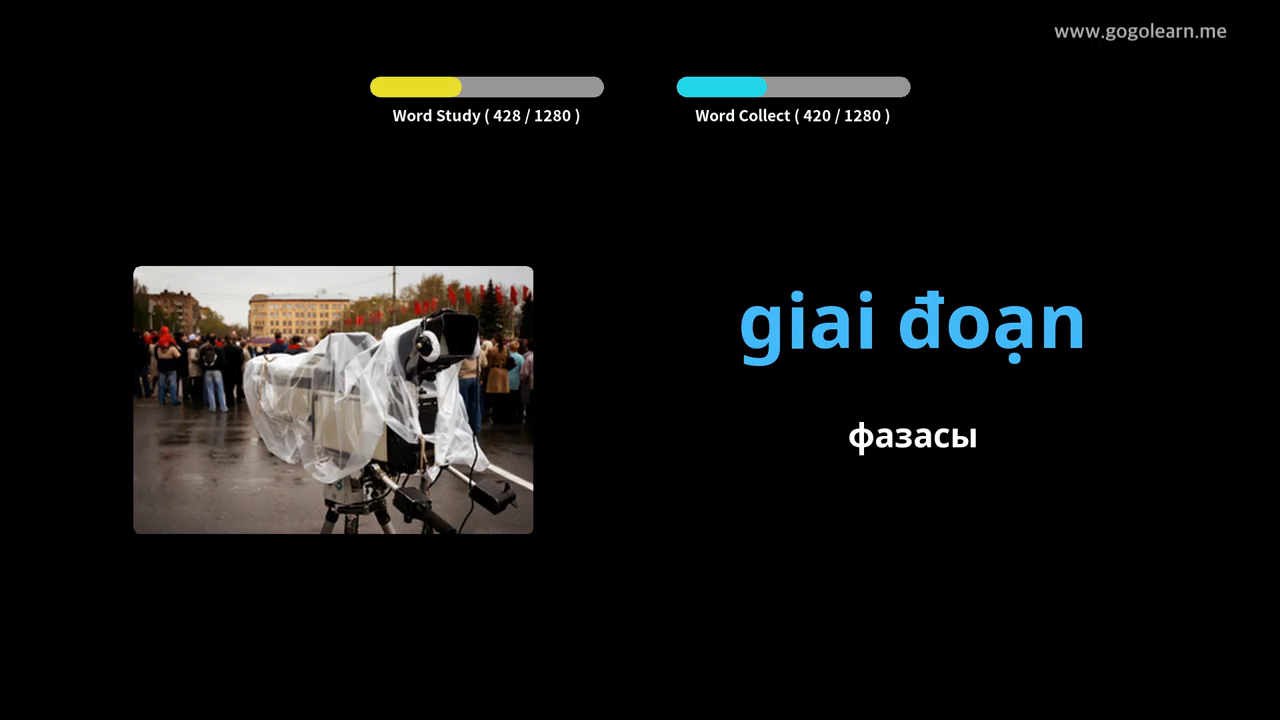 www.gogolearn.me
Word Study ( 428 / 1280 )
Word Collect ( 420 / 1280 )
giai đoạn
фазасы